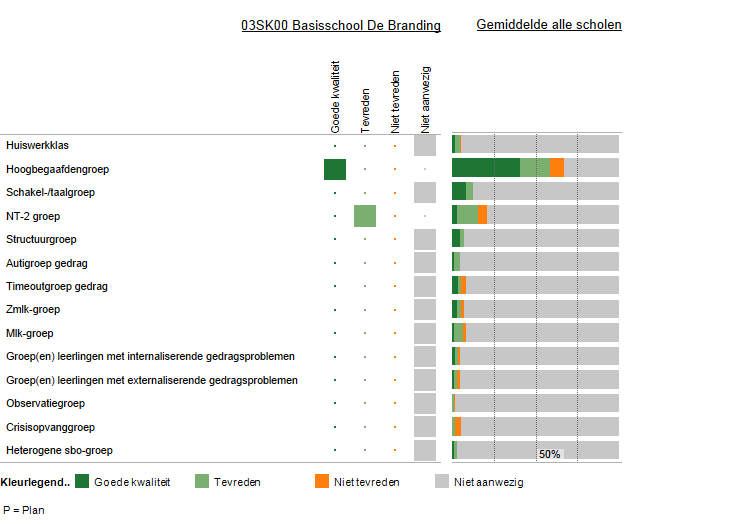 03SK00 Basisschool De Branding
Gemiddelde alle scholen
Goede kwaliteit
Tevreden
Niet tevreden
Niet aanwezig
Huiswerkklas
Hoogbegaafdengroep
Schakel-/taalgroep
NT-2 groep
Structuurgroep
Autigroep gedrag
Timeoutgroep gedrag
Zmlk-groep
Mlk-groep
Groep(en) leerlingen met internaliserende gedragsproblemen
Groep(en) leerlingen met externaliserende gedragsproblemen
Observatiegroep
Crisisopvanggroep
Heterogene sbo-groep
50%
Kleurlegend.. Goede kwaliteit Tevreden Niet tevreden Niet aanwezig
P = Plan